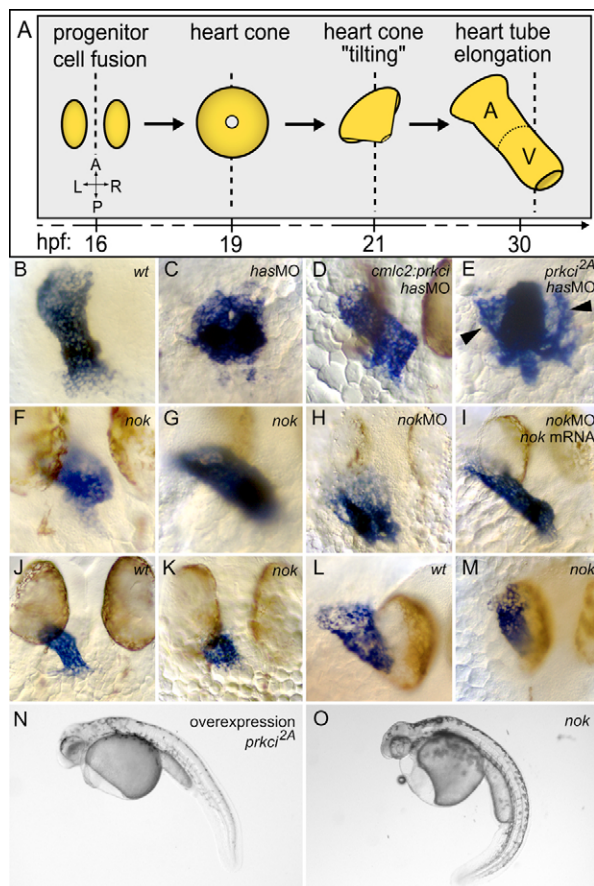 A
progenitor
cell fusion
heart cone
heart cone
"tilting"
heart tube
elongation
A
L R
P
A
V
hpf: 16 19 21 30
B wt
C hasMO
D cmlc2:prkci
hasMO
E prkci2A
hasMO
F nok
G nok
H nokMO
I nokMO
nok mRNA
J wt
K nok
L wt
M nok
N overexpression
prkci2A
O nok